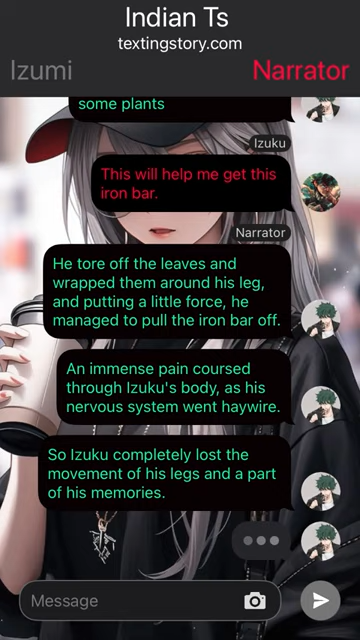 Indian Ts
textingstory.com
Izumi
Narrator
some plants
Izuku
This will help me get this
iron bar.
Narrator
He tore off the leaves and
wrapped them around his leg,
and putting a little force, he
managed to pull the iron bar off.
An immense pain coursed
through Izuku's body, as his
nervous system went haywire.
So Izuku completely lost the
movement of his legs and a part
of his memories.
Message